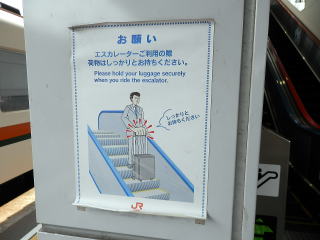 お願い
エスカレーターご利用の際
荷物はしっかりとお持ちください。
Please hold your luggage securely
when you ride the escalator.
しっかりと
お持ちください
JR